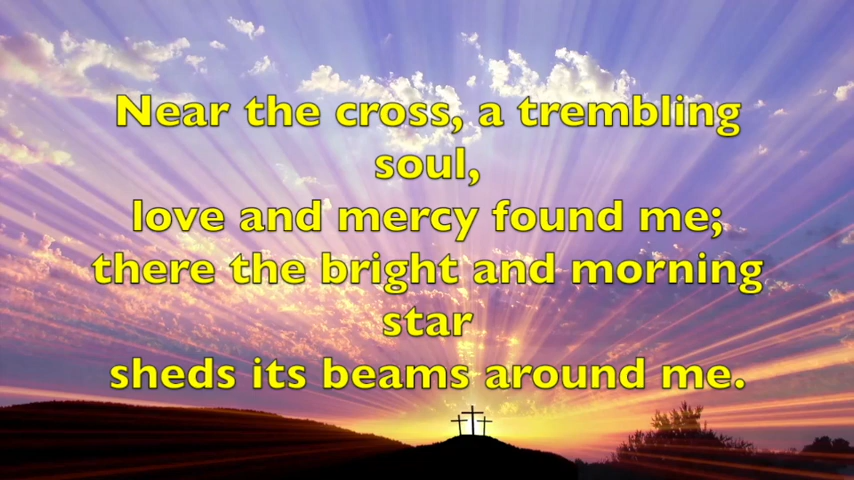 Near the cross, a trembling
soul,
love and mercy found me;
there the bright and morning
star
sheds its beams around me.